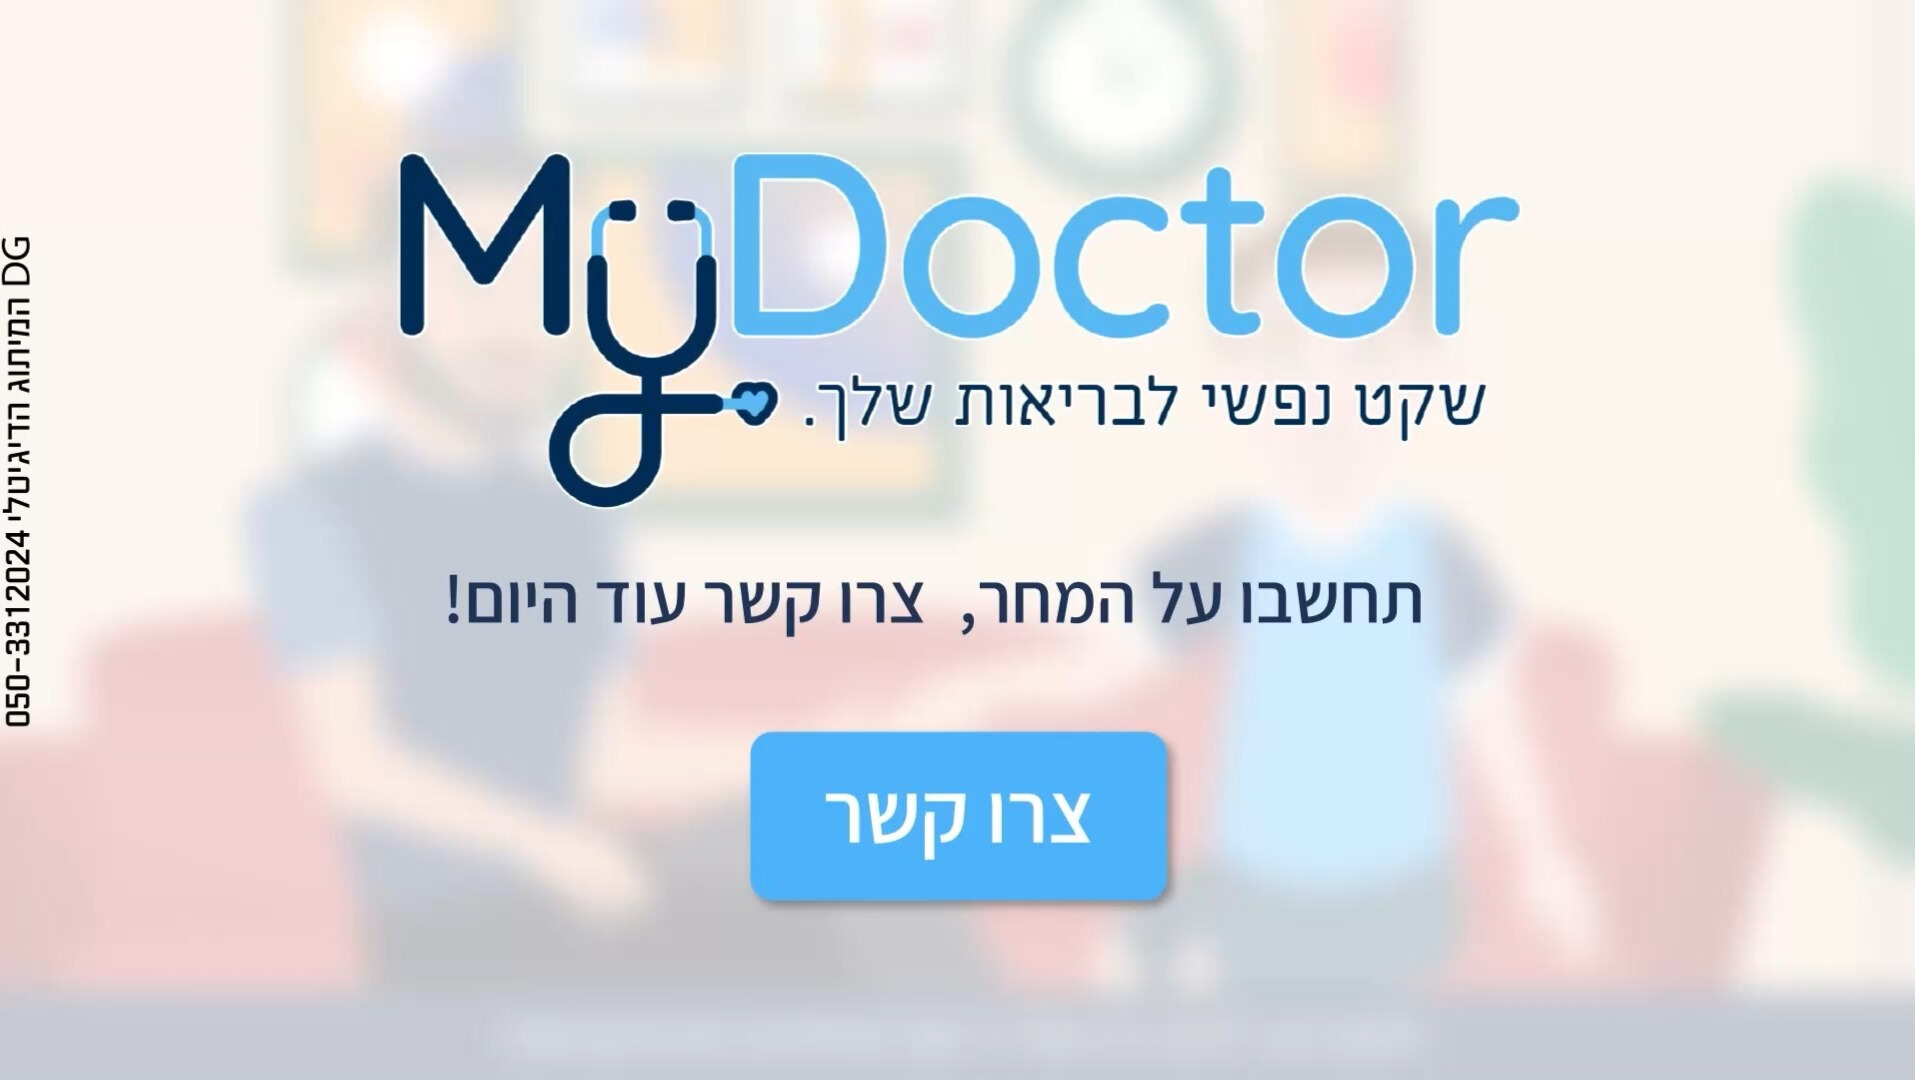 MyDoctor
שקט נפשי לבריאות שלך.
תחשבו על המחר, צרו קשר עוד היום!
צרו קשר
DG המיתוג הדיגיטלי 050-3312024